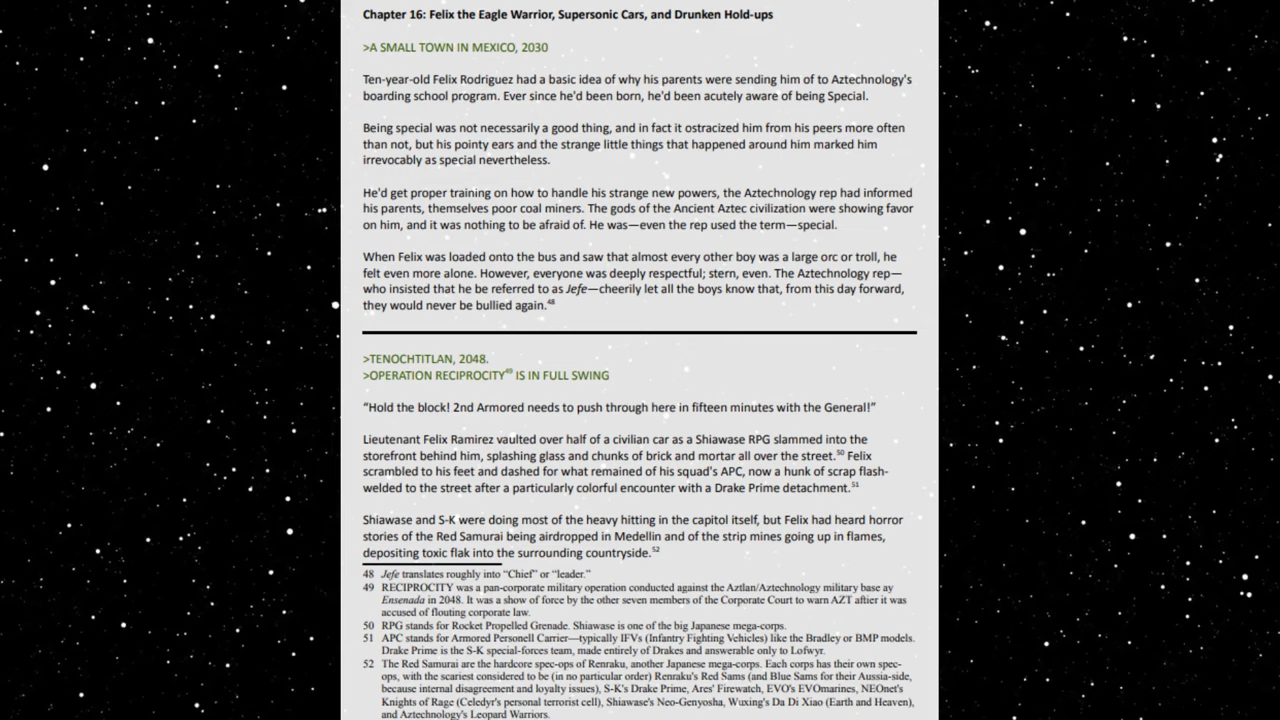 Chapter 16: Felix the Eagle Warrior, Supersonic Cars, and Drunken Hold-ups
>A SMALL TOWN IN MEXICO, 2030
Ten-year-old Felix Rodriguez had a basic idea of why his parents were sending him of to Aztechnology's
boarding school program. Ever since he'd been born, he'd been acutely aware of being Special.
Being special was not necessarily a good thing, and in fact it ostracized him from his peers more often
than not, but his pointy ears and the strange little things that happened around him marked him
irrevocably as special nevertheless.
He'd get proper training on how to handle his strange new powers, the Aztechnology rep had informed
his parents, themselves poor coal miners. The gods of the Ancient Aztec civilization were showing favor
on him, and it was nothing to be afraid of. He was—even the rep used the term—special.
When Felix was loaded onto the bus and saw that almost every other boy was a large orc or troll, he
felt even more alone. However, everyone was deeply respectful; stern, even. The Aztechnology rep—
who insisted that he be referred to as Jefe—cheerily let all the boys know that, from this day forward,
they would never be bullied again.48
>TENOCHTITLAN, 2048.
>OPERATION RECIPROCITY49 IS IN FULL SWING
“Hold the block! 2nd Armored needs to push through here in fifteen minutes with the General!”
Lieutenant Felix Ramirez vaulted over half of a civilian car as a Shiawase RPG slammed into the
storefront behind him, splashing glass and chunks of brick and mortar all over the street.50 Felix
scrambled to his feet and dashed for what remained of his squad's APC, now a hunk of scrap flash-
welded to the street after a particularly colorful encounter with a Drake Prime detachment.51
Shiawase and S-K were doing most of the heavy hitting in the capitol itself, but Felix had heard horror
stories of the Red Samurai being airdropped in Medellin and of the strip mines going up in flames,
depositing toxic flak into the surrounding countryside.52
48 Jefe translates roughly into “Chief” or “leader.”
49 RECIPROCITY was a pan-corporate military operation conducted against the Aztlan/Aztechnology military base ay
Ensenada in 2048. It was a show of force by the other seven members of the Corporate Court to warn AZT aftier it was
accused of flouting corporate law.
50 RPG stands for Rocket Propelled Grenade. Shiawase is one of the big Japanese mega-corps.
51 APC stands for Armored Personell Carrier—typically IFVs (Infantry Fighting Vehicles) like the Bradley or BMP models.
Drake Prime is the S-K special-forces team, made entirely of Drakes and answerable only to Lofwyr.
52 The Red Samurai are the hardcore spec-ops of Renraku, another Japanese mega-corps. Each corps has their own spec-
ops, with the scariest considered to be (in no particular order) Renraku's Red Sams (and Blue Sams for their Aussia-side,
because internal disagreement and loyalty issues), S-K's Drake Prime, Ares' Firewatch, EVO's EVOmarines, NEOnet's
Knights of Rage (Celedyr's personal terrorist cell), Shiawase's Neo-Genyosha, Wuxing's Da Di Xiao (Earth and Heaven),
and Aztechnology's Leopard Warriors.